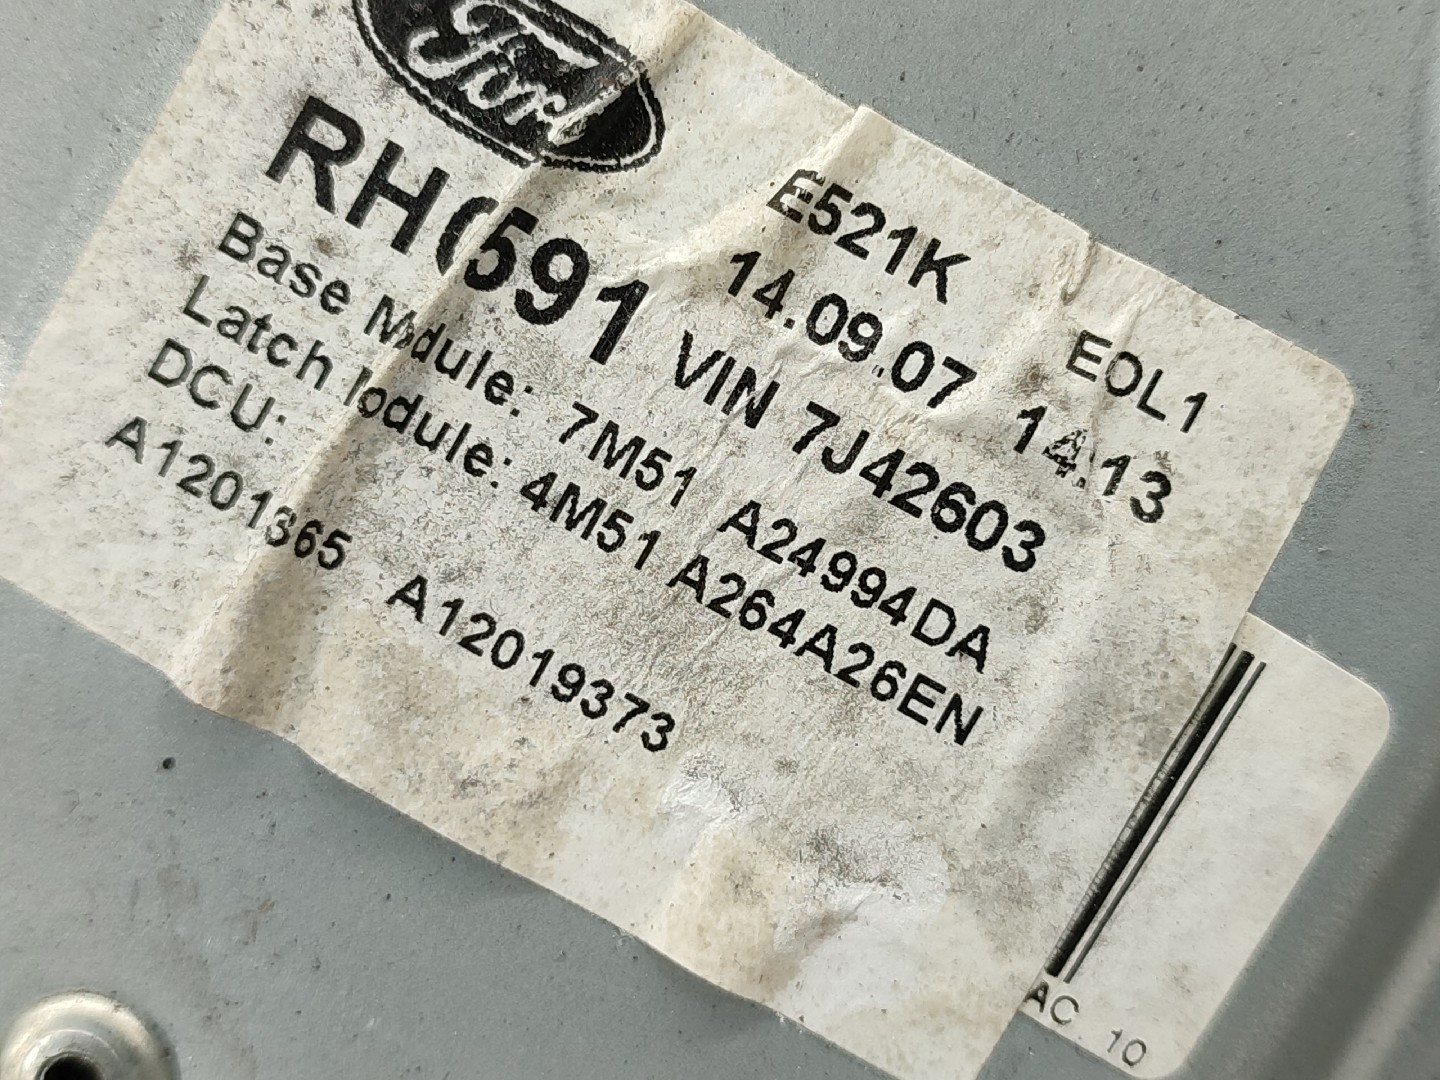 Ford
E521K
EOL1
RH0591
14.09.07 14.13
VIN 7J42603
Base Module: 7M51 A24994DA
Latch Module: 4M51 A264A26EN
DCU:
A1201365 A12019373
AC 10